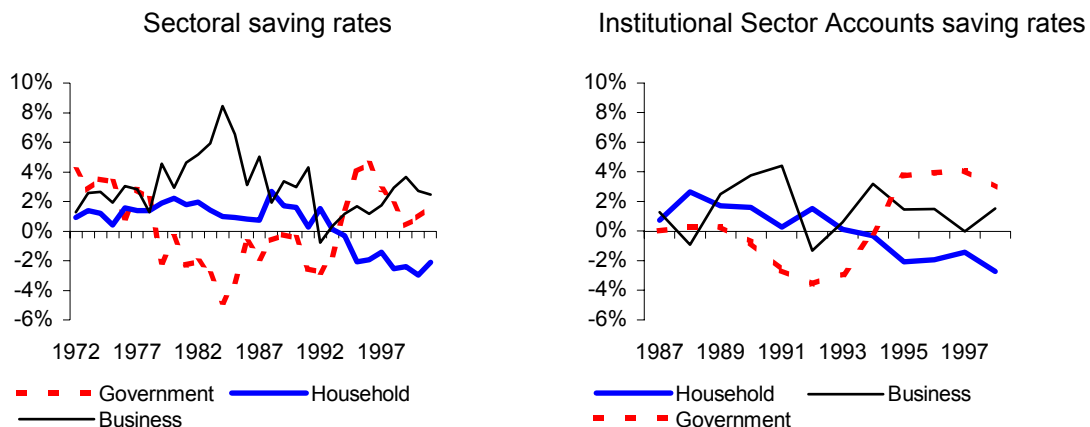 Sectoral saving rates
10%
8%
6%
4%
2%
0%
-2%
-4%
-6%
1972 1977 1982 1987 1992 1997
Government Household
Business
Institutional Sector Accounts saving rates
10%
8%
6%
4%
2%
0%
-2%
-4%
-6%
1987 1989 1991 1993 1995 1997
Household Business
Government